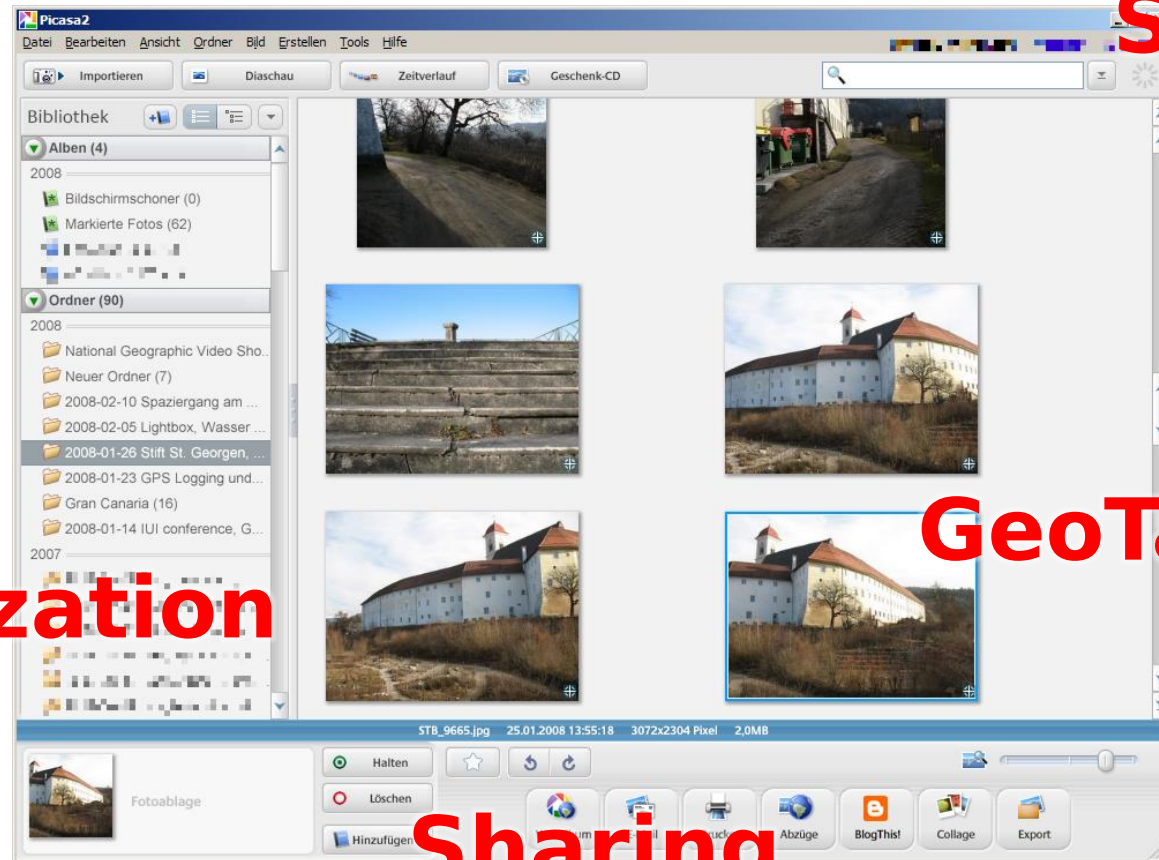 Picasa2
Datei Bearbeiten Ansicht Ordner Bild Erstellen Tools Hilfe
Importieren Diaschau Zeitverlauf Geschenk-CD
Bibliothek
Alben (4)
2008
Bildschirmschoner (0)
Markierte Fotos (62)
Ordner (90)
2008
National Geographic Video Sho..
Neuer Ordner (7)
2008-02-10 Spaziergang am ...
2008-02-05 Lightbox, Wasser ...
2008-01-26 Stift St. Georgen, ...
2008-01-23 GPS Logging und...
Gran Canaria (16)
2008-01-14 IUI conference, G...
GeoTa
2007
zation
STB_9665.jpg 25.01.2008 13:55:18 3072x2304 Pixel 2,0MB
Halten
Fotoablage
Löschen
Hinzufügen
Abzüge BlogThis! Collage Export
Sharing